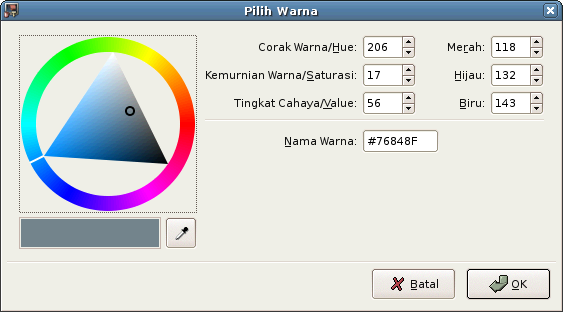 Pilih Warna
Corak Warna/Hue: 206 Merah: 118
Kemurnian Warna/Saturasi: 17 Hijau: 132
Tingkat Cahaya/Value: 56 Biru: 143
Nama Warna: #76848F
Batal OK